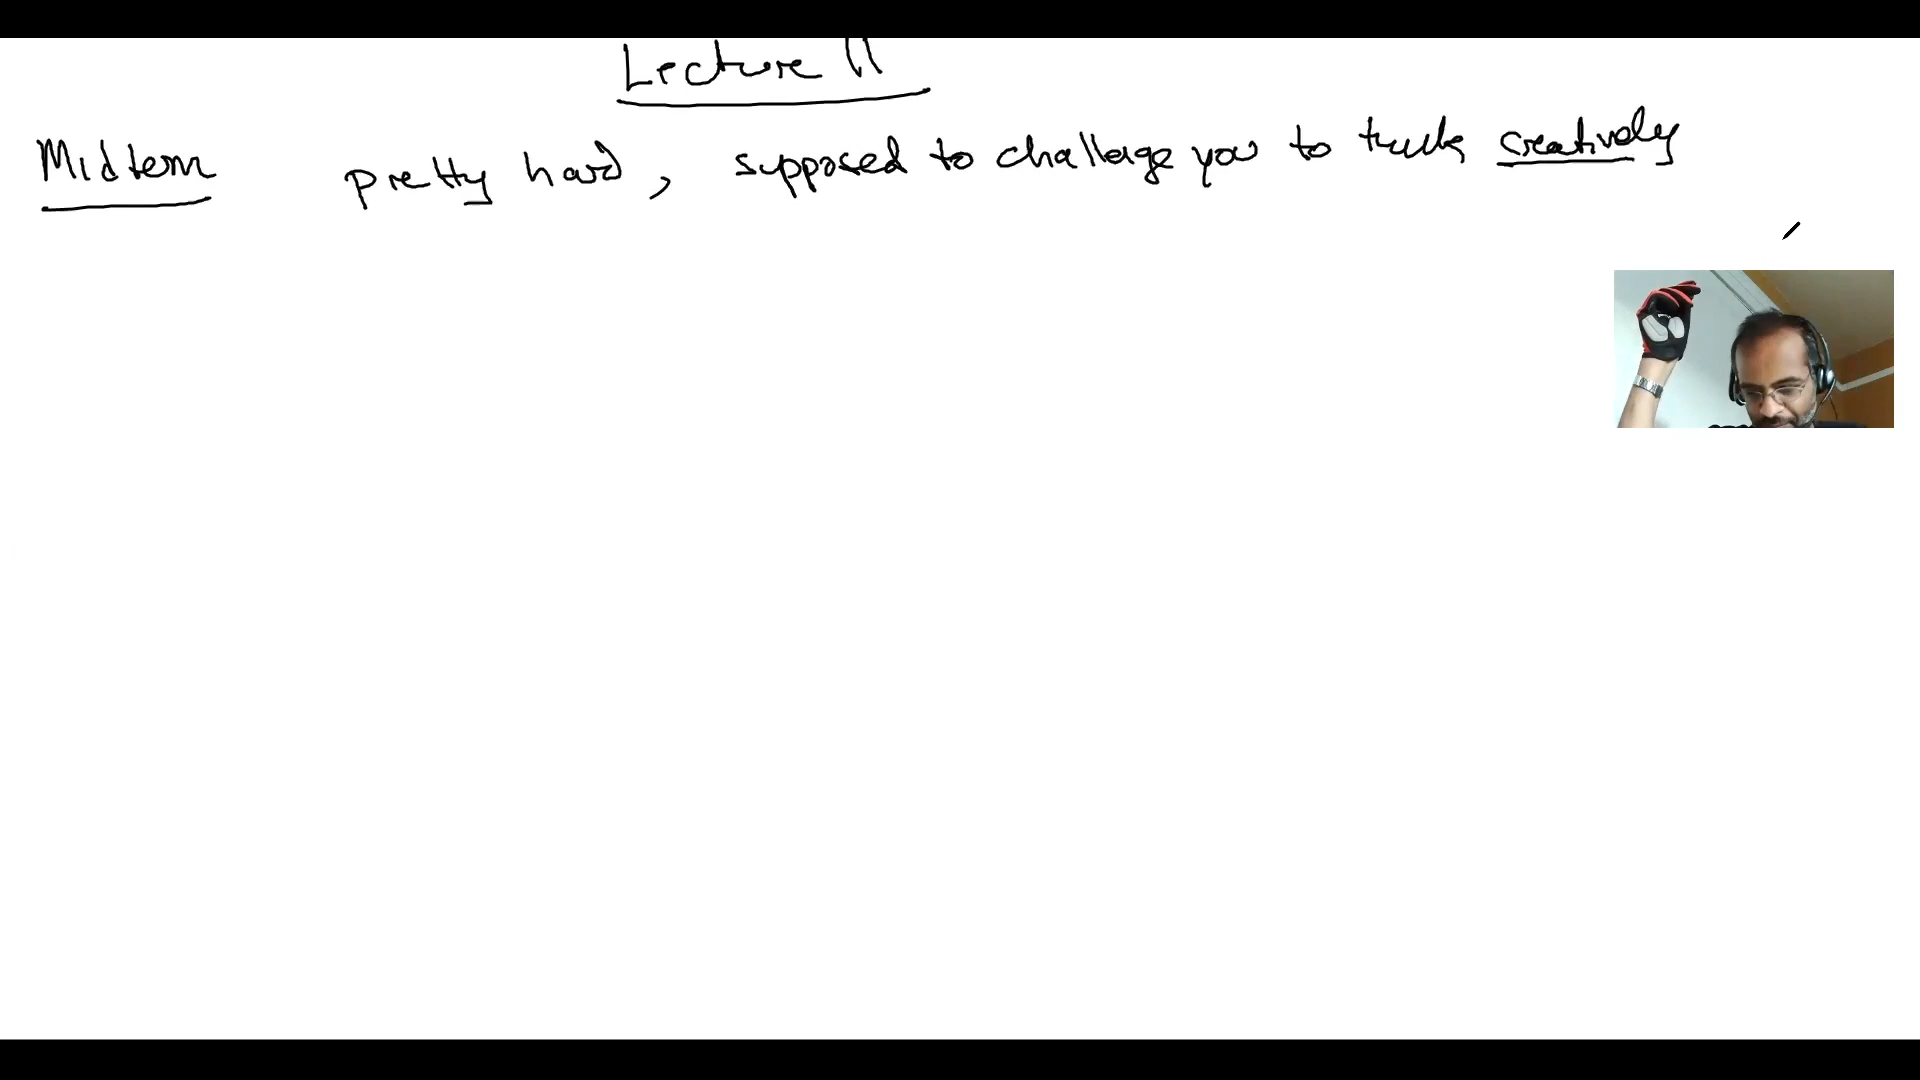 Lecture 11
Midterm pretty hard, supposed to challenge you to think creatively